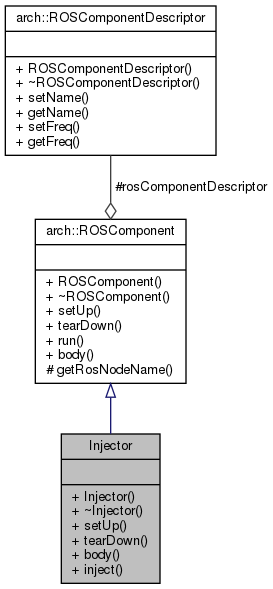 arch::ROSComponentDescriptor
+ ROSComponentDescriptor()
+ ~ROSComponentDescriptor()
+ setName()
+ getName()
+ setFreq()
+ getFreq()
#rosComponentDescriptor
arch::ROSComponent
+ ROSComponent()
+ ~ROSComponent()
+ setUp()
+ tearDown()
+ run()
+ body()
# getRosNodeName()
Injector
+ Injector()
+ ~Injector()
+ setUp()
+ tearDown()
+ body()
+ inject()